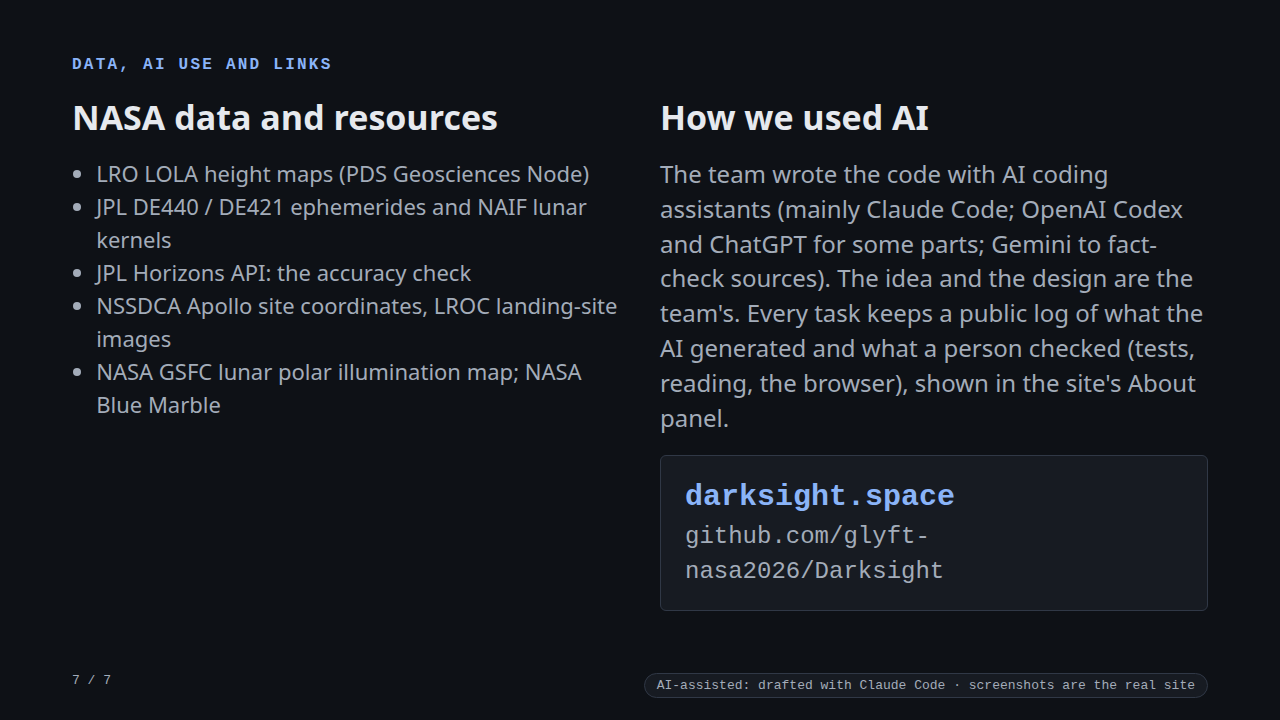 DATA, AI USE AND LINKS
NASA data and resources
• LRO LOLA height maps (PDS Geosciences Node)
• JPL DE440 / DE421 ephemerides and NAIF lunar
kernels
• JPL Horizons API: the accuracy check
• NSSDCA Apollo site coordinates, LROC landing-site
images
• NASA GSFC lunar polar illumination map; NASA
Blue Marble
How we used AI
The team wrote the code with AI coding
assistants (mainly Claude Code; OpenAI Codex
and ChatGPT for some parts; Gemini to fact-
check sources). The idea and the design are the
team's. Every task keeps a public log of what the
AI generated and what a person checked (tests,
reading, the browser), shown in the site's About
panel.
darksight.space
github.com/glyft-
nasa2026/Darksight
7 / 7
AI-assisted: drafted with Claude Code · screenshots are the real site